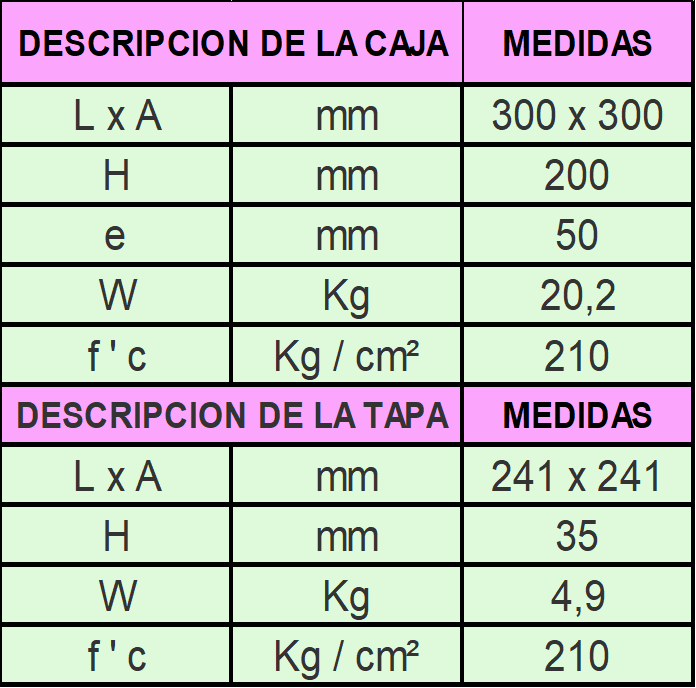 DESCRIPCION DE LA CAJA MEDIDAS
L x A mm 300 x 300
H mm 200
e mm 50
W Kg 20,2
f ' c Kg / cm² 210
DESCRIPCION DE LA TAPA MEDIDAS
L x A mm 241 x 241
H mm 35
W Kg 4,9
f ' c Kg / cm² 210